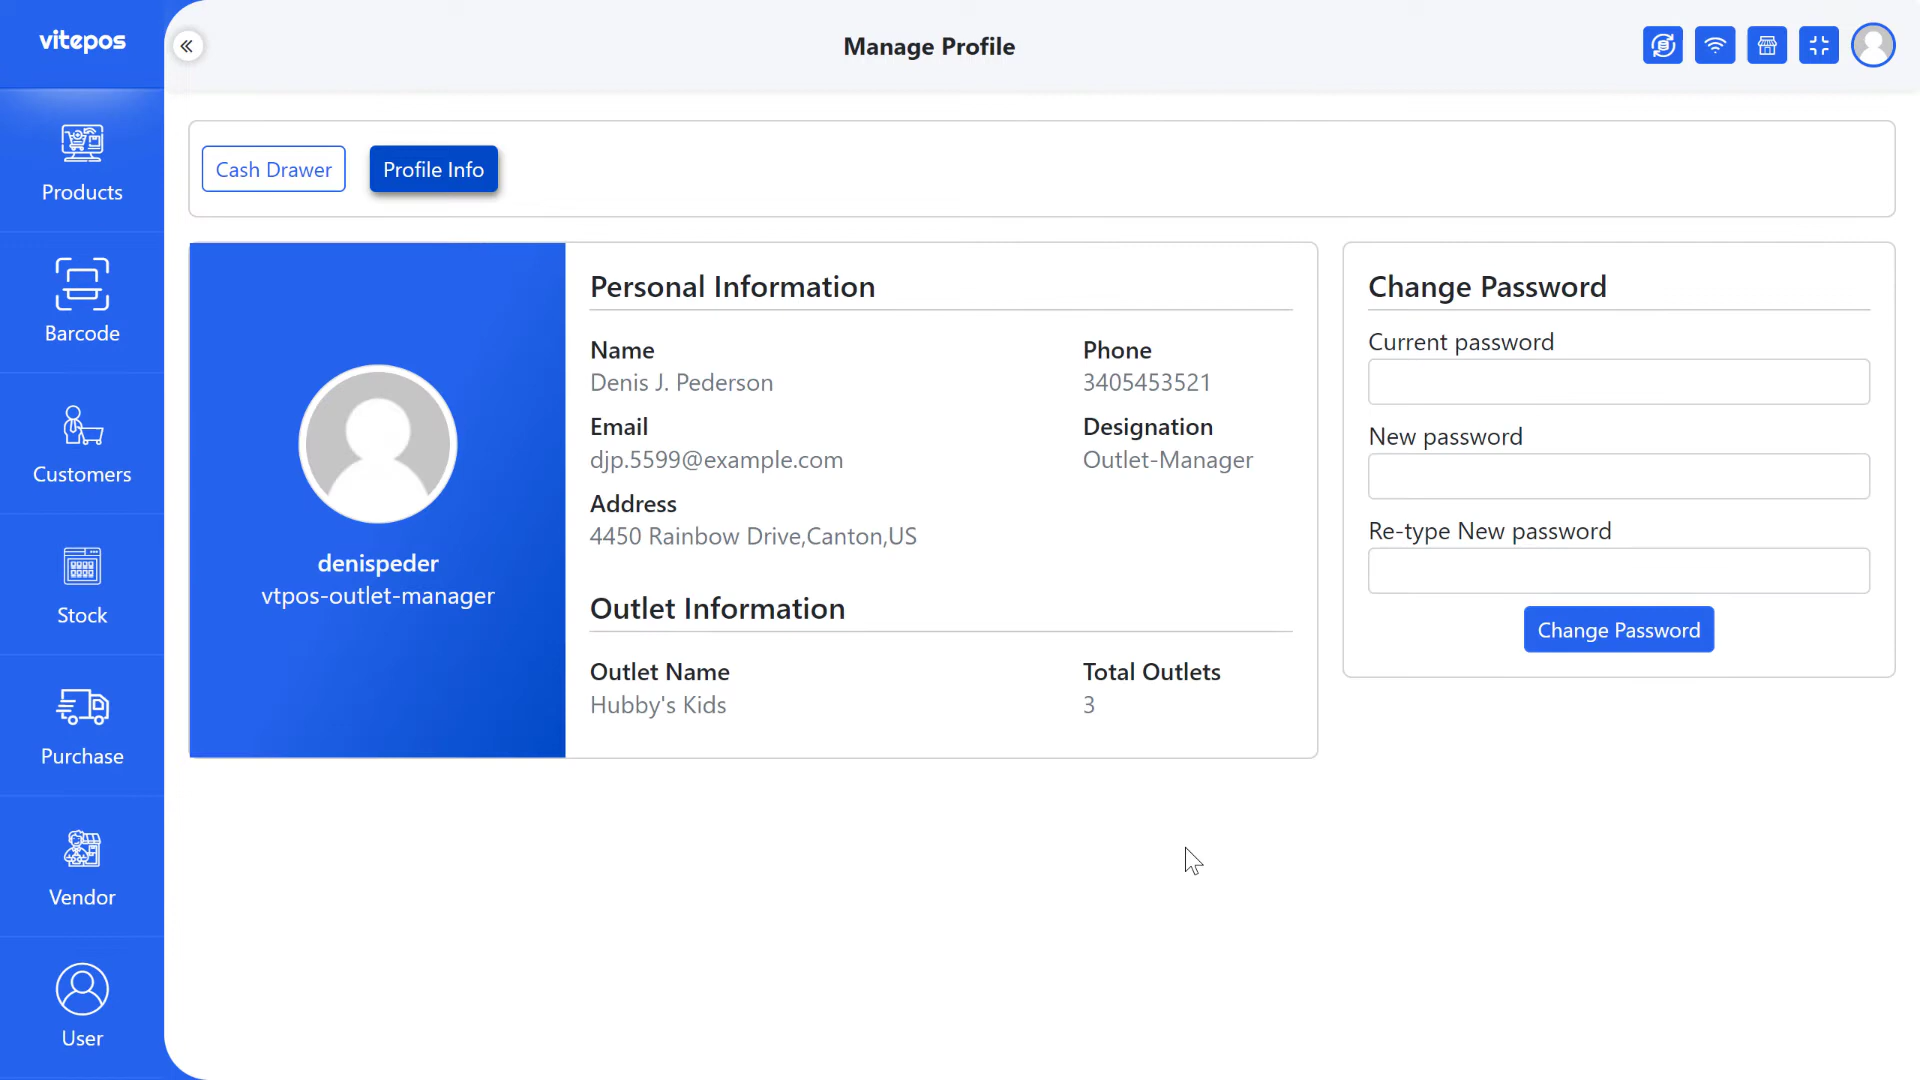 vitepos
Manage Profile
Products
Barcode
Customers
Stock
Purchase
Vendor
User
Cash Drawer
Profile Info
denispeder
vtpos-outlet-manager
Personal Information
Name
Denis J. Pederson
Phone
3405453521
Email
djp.5599@example.com
Designation
Outlet-Manager
Address
4450 Rainbow Drive,Canton,US
Outlet Information
Outlet Name
Hubby's Kids
Total Outlets
3
Change Password
Current password
New password
Re-type New password
Change Password